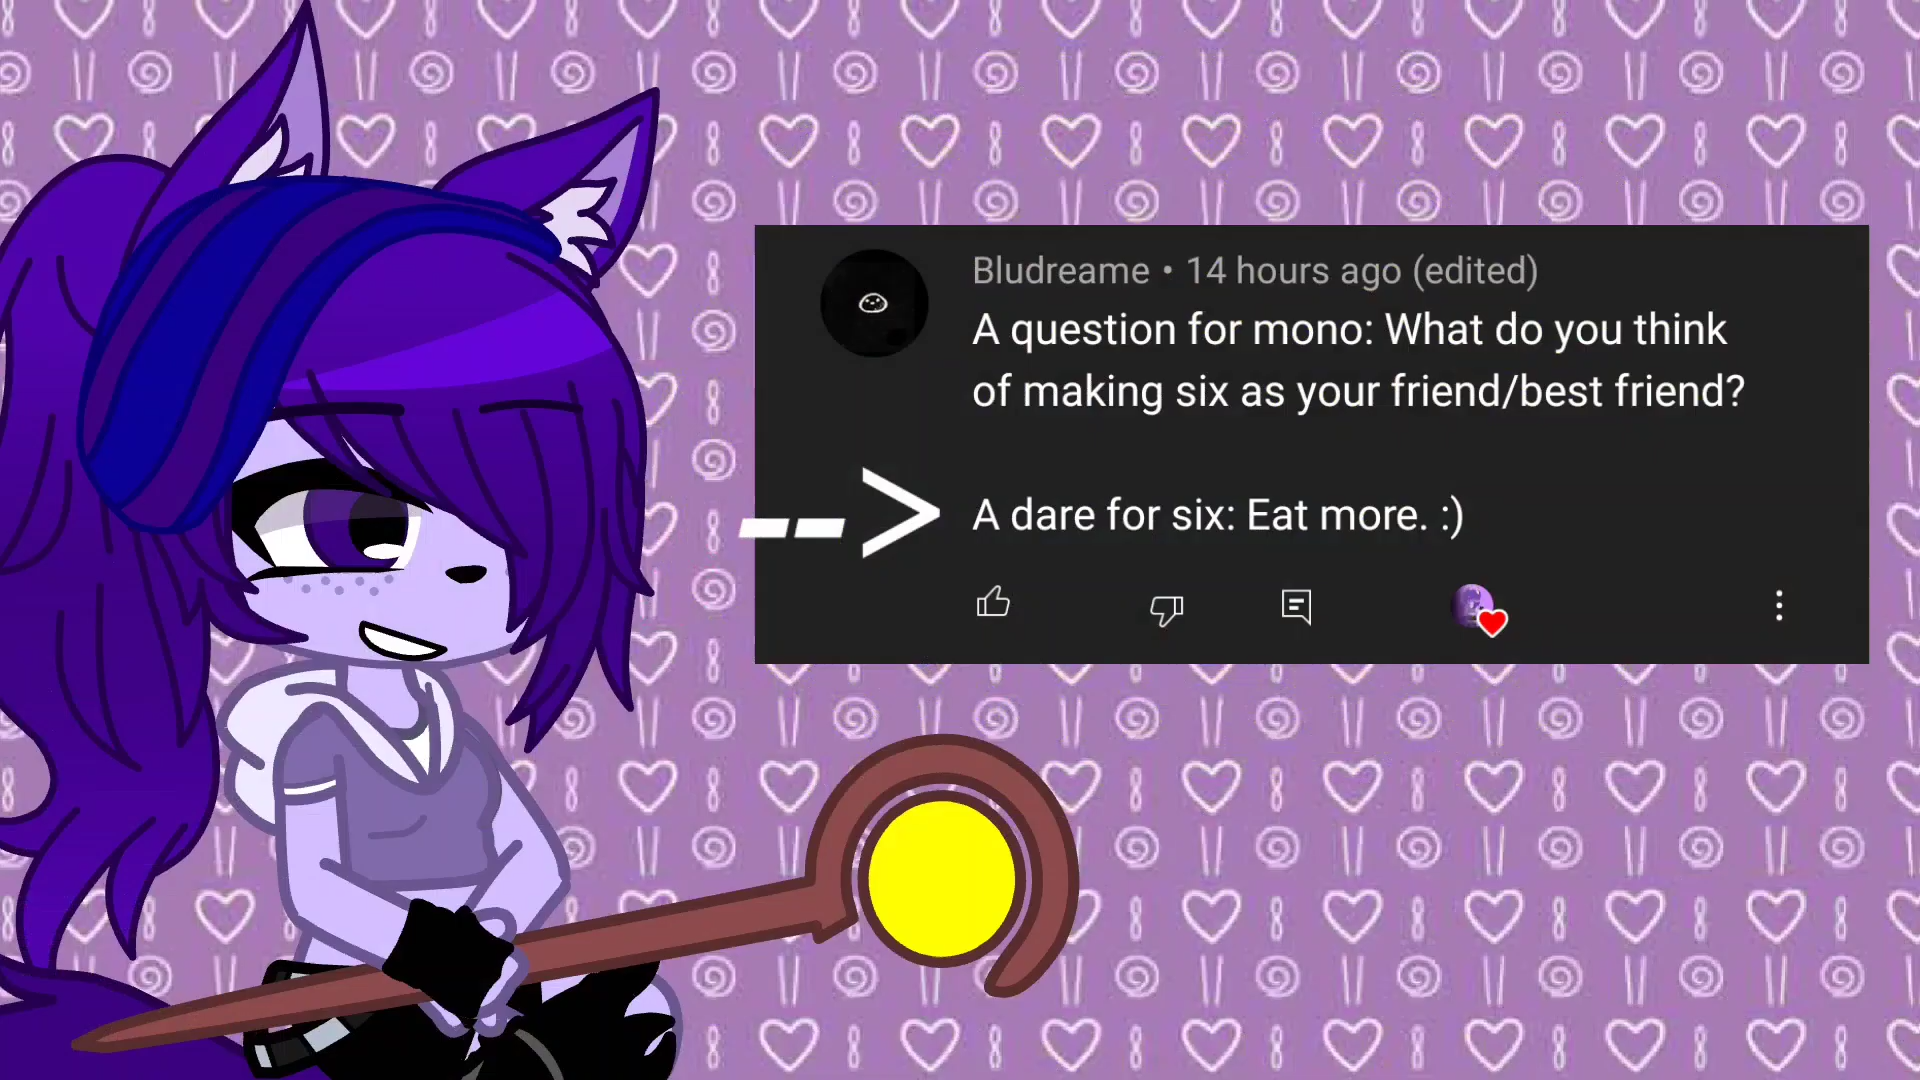 Bludreame • 14 hours ago (edited)
A question for mono: What do you think
of making six as your friend/best friend?
--> A dare for six: Eat more. :)